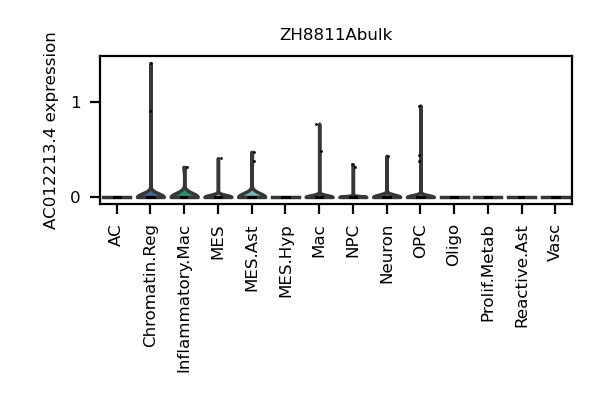 ZH8811Abulk
AC012213.4 expression
1
0
AC
Chromatin.Reg
Inflammatory.Mac
MES
MES.Ast
MES.Hyp
Mac
NPC
Neuron
OPC
Oligo
Prolif.Metab
Reactive.Ast
Vasc